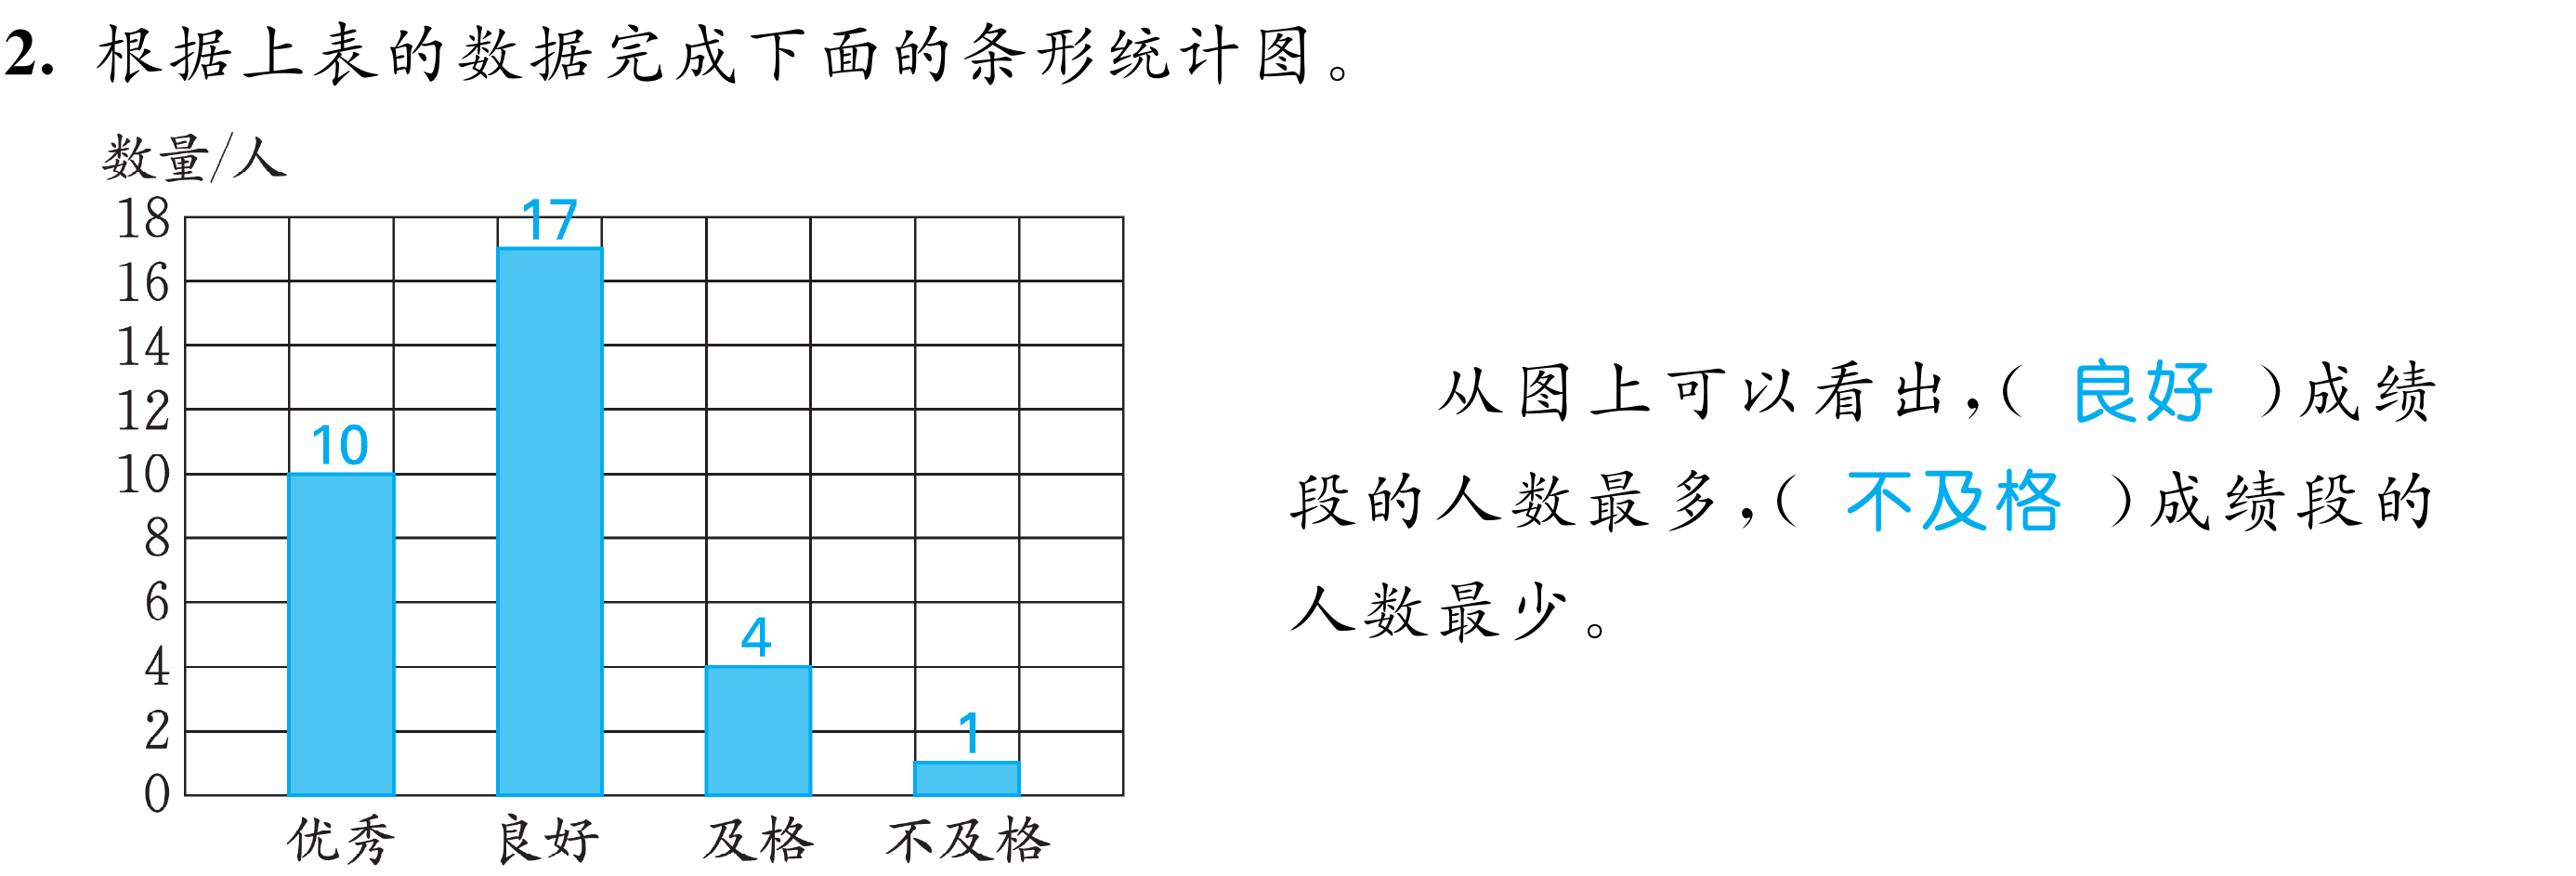 2. 根据上表的数据完成下面的条形统计图。
数量/人
18
17
16
14
12
10
10
8
6
4
4
2
1
0
优秀 良好 及格 不及格
从图上可以看出,( 良好 )成绩
段的人数最多,( 不及格 )成绩段的
人数最少。